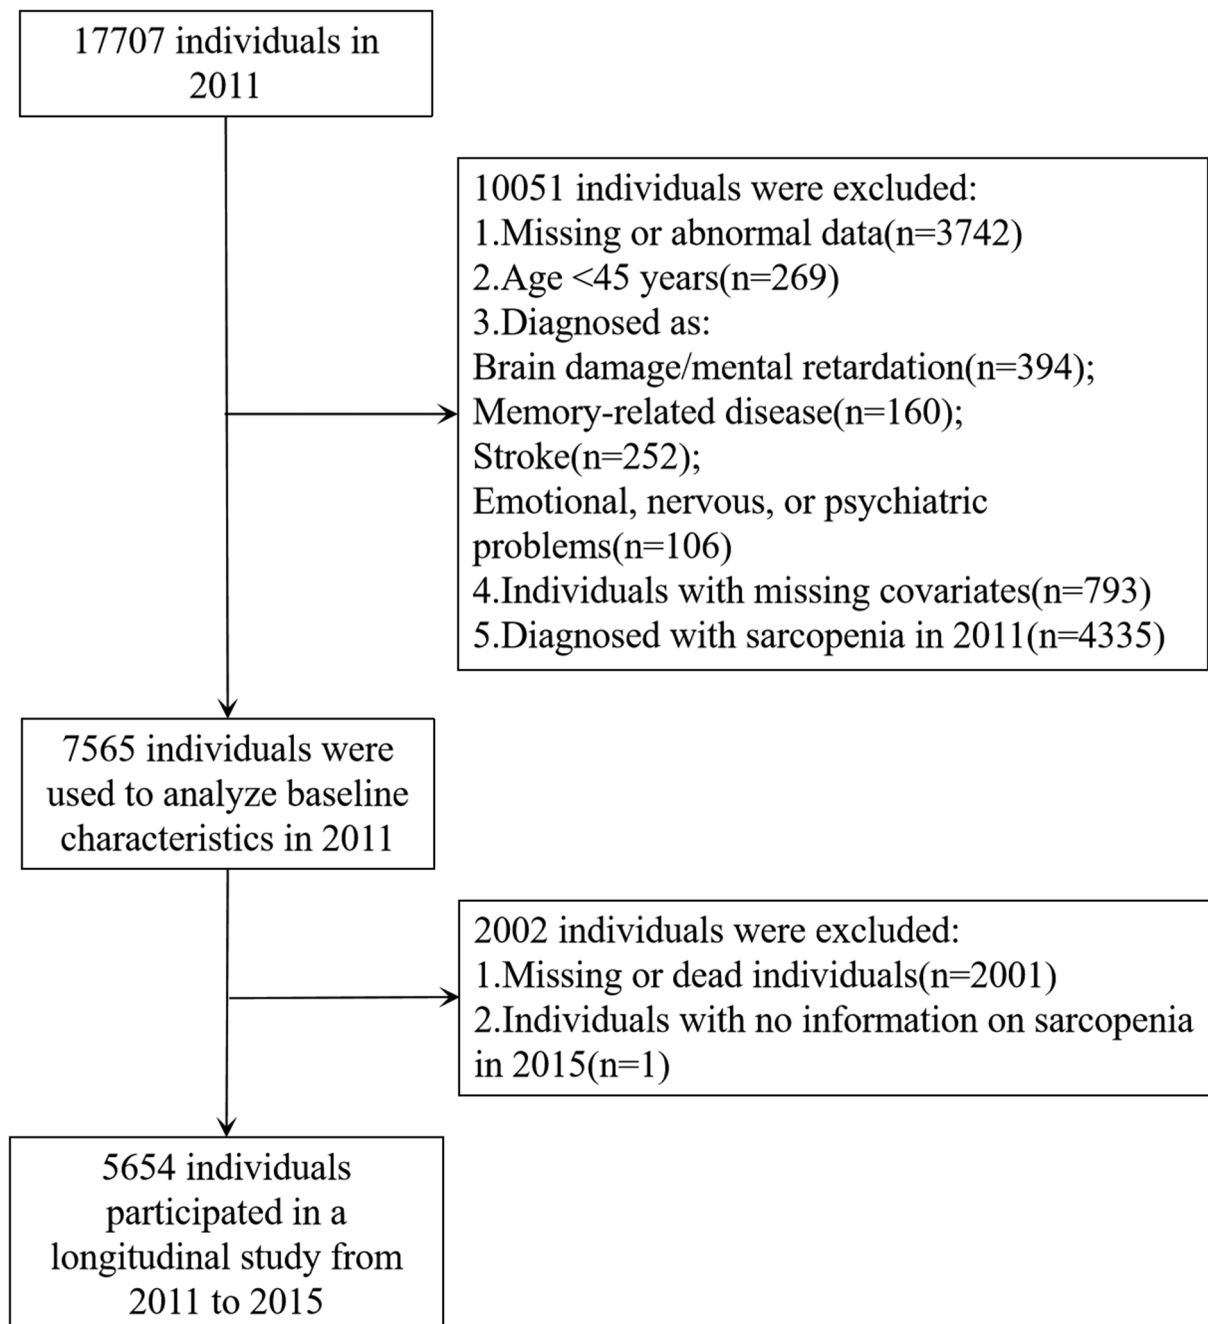 17707 individuals in
2011
10051 individuals were excluded:
1.Missing or abnormal data(n=3742)
2.Age <45 years(n=269)
3.Diagnosed as:
Brain damage/mental retardation(n=394);
Memory-related disease(n=160);
Stroke(n=252);
Emotional, nervous, or psychiatric
problems(n=106)
4.Individuals with missing covariates(n=793)
5.Diagnosed with sarcopenia in 2011(n=4335)
7565 individuals were
used to analyze baseline
characteristics in 2011
2002 individuals were excluded:
1.Missing or dead individuals(n=2001)
2.Individuals with no information on sarcopenia
in 2015(n=1)
5654 individuals
participated in a
longitudinal study from
2011 to 2015